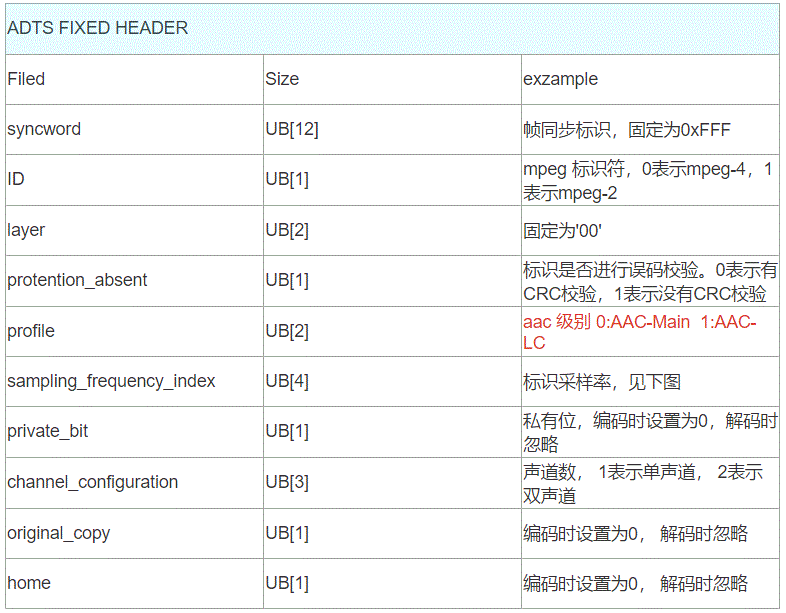 ADTS FIXED HEADER
Filed Size exzample
syncword UB[12] 帧同步标识，固定为0xFFF
ID UB[1] mpeg 标识符，0表示mpeg-4，1
表示mpeg-2
layer UB[2] 固定为'00'
protention_absent UB[1] 标识是否进行误码校验。0表示有
CRC校验，1表示没有CRC校验
profile UB[2] aac 级别 0:AAC-Main 1:AAC-
LC
sampling_frequency_index UB[4] 标识采样率，见下图
private_bit UB[1] 私有位，编码时设置为0，解码时
忽略
channel_configuration UB[3] 声道数， 1表示单声道， 2表示
双声道
original_copy UB[1] 编码时设置为0， 解码时忽略
home UB[1] 编码时设置为0， 解码时忽略